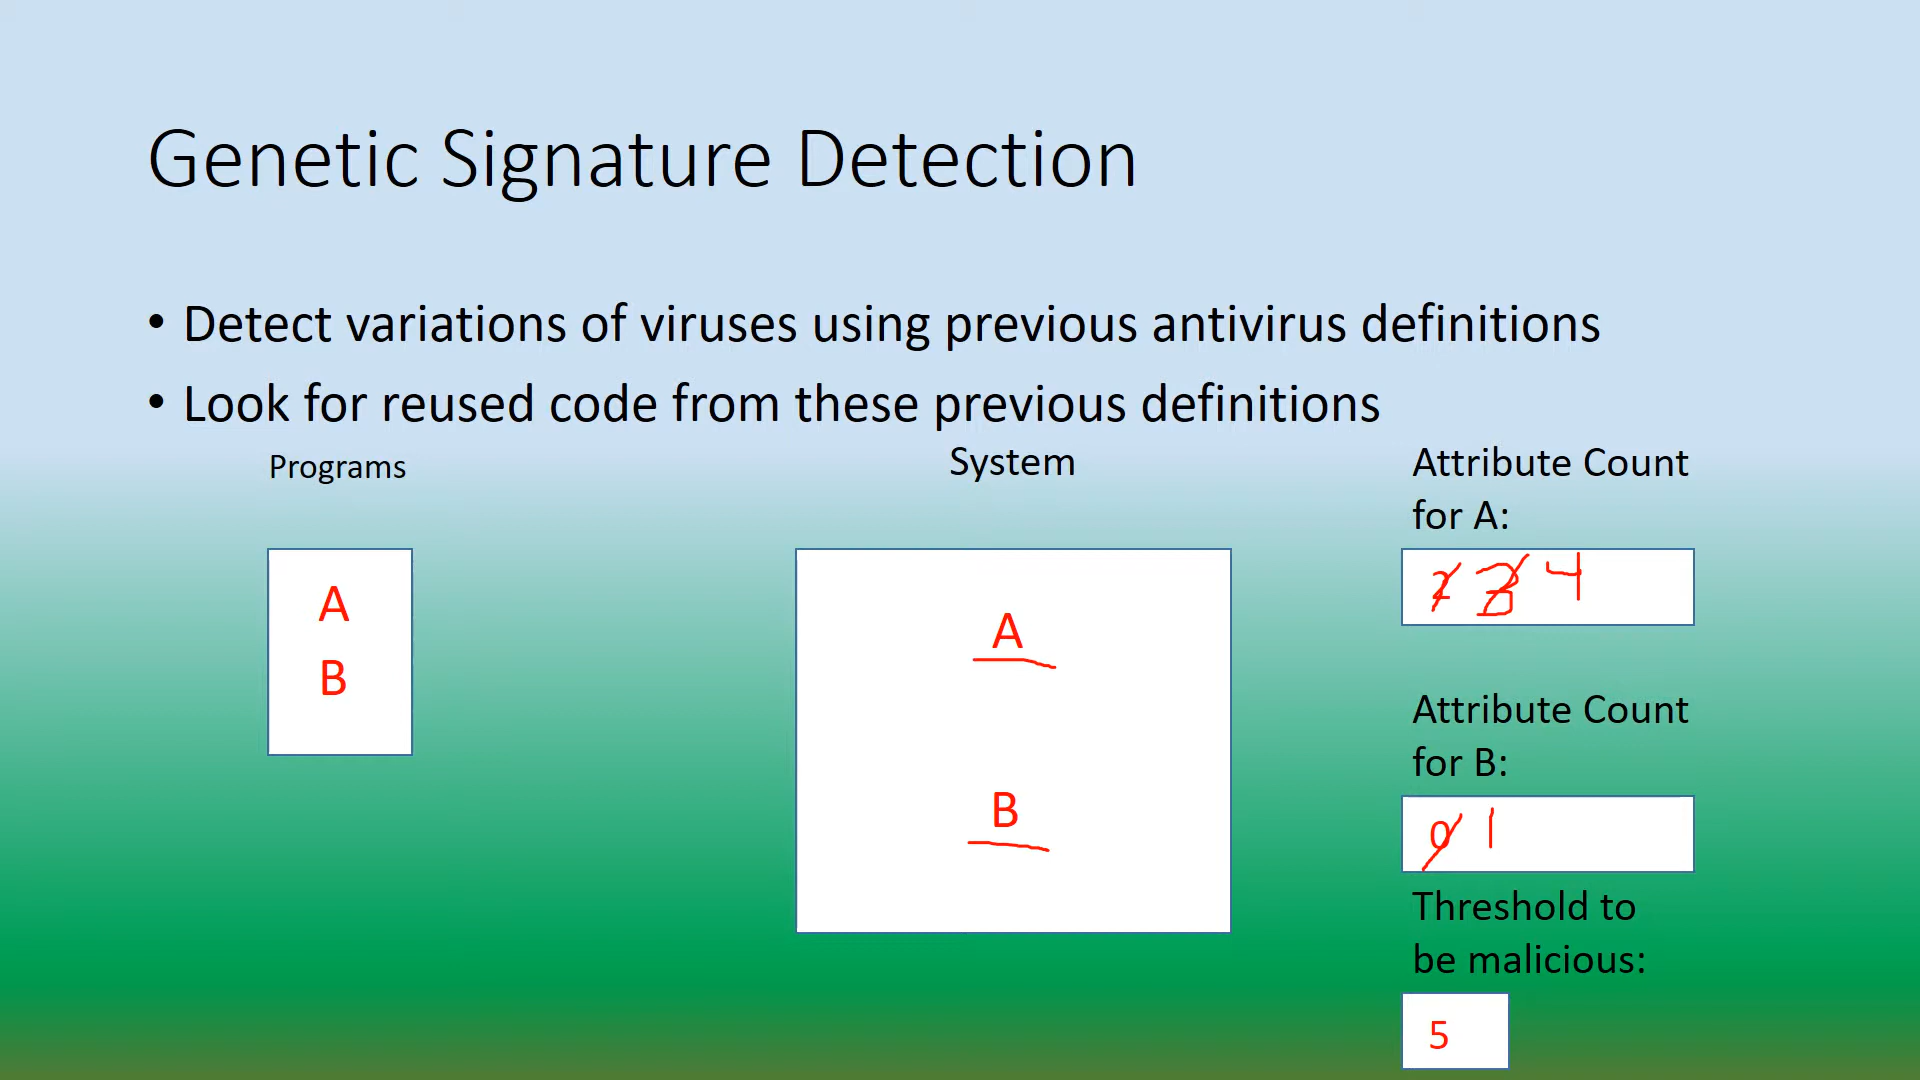 Genetic Signature Detection
• Detect variations of viruses using previous antivirus definitions
• Look for reused code from these previous definitions
Programs
A
B
System
A
B
Attribute Count
for A:
2 3 4
Attribute Count
for B:
0 1
Threshold to
be malicious:
5